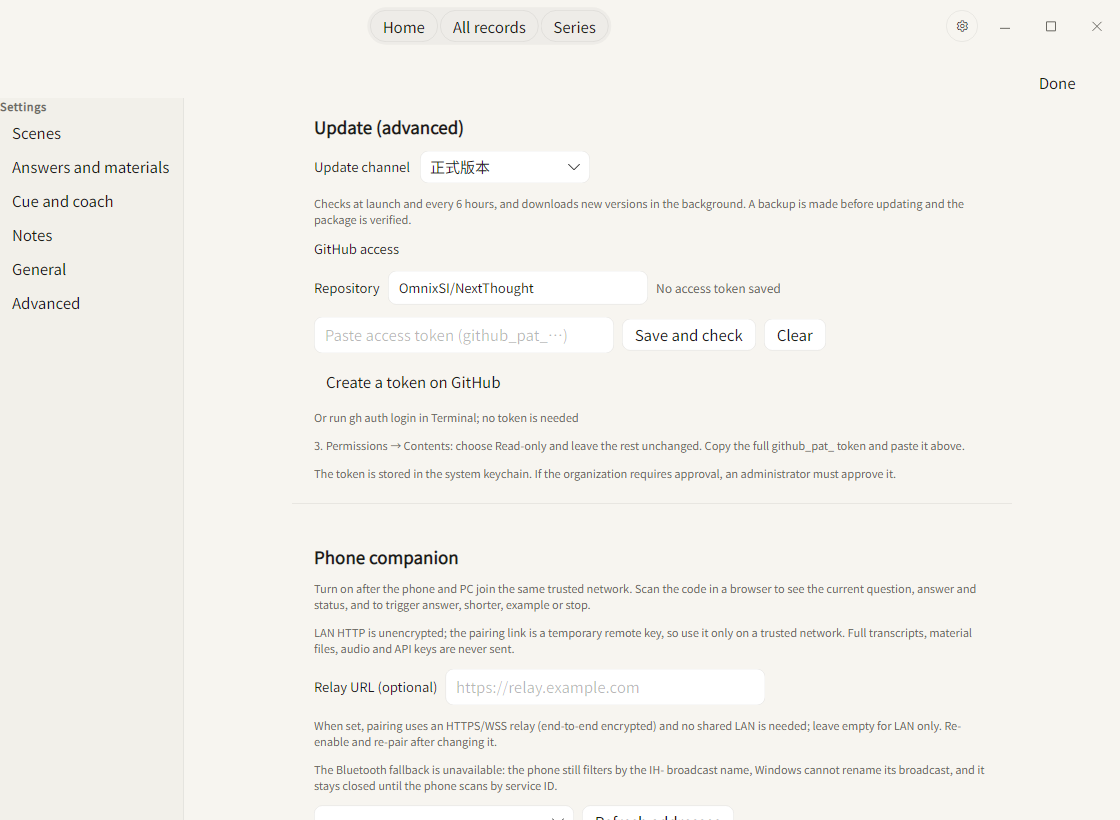 Home
All records
Series
Done
Settings
Scenes
Answers and materials
Cue and coach
Notes
General
Advanced
Update (advanced)
Update channel
正式版本
Checks at launch and every 6 hours, and downloads new versions in the background. A backup is made before updating and the
package is verified.
GitHub access
Repository
OmnixSI/NextThought
No access token saved
Paste access token (github_pat_…)
Save and check
Clear
Create a token on GitHub
Or run gh auth login in Terminal; no token is needed
3. Permissions → Contents: choose Read-only and leave the rest unchanged. Copy the full github_pat_ token and paste it above.
The token is stored in the system keychain. If the organization requires approval, an administrator must approve it.
Phone companion
Turn on after the phone and PC join the same trusted network. Scan the code in a browser to see the current question, answer and
status, and to trigger answer, shorter, example or stop.
LAN HTTP is unencrypted; the pairing link is a temporary remote key, so use it only on a trusted network. Full transcripts, material
files, audio and API keys are never sent.
Relay URL (optional)
https://relay.example.com
When set, pairing uses an HTTPS/WSS relay (end-to-end encrypted) and no shared LAN is needed; leave empty for LAN only. Re-
enable and re-pair after changing it.
The Bluetooth fallback is unavailable: the phone still filters by the IH- broadcast name, Windows cannot rename its broadcast, and it
stays closed until the phone scans by service ID.
Refresh addresses